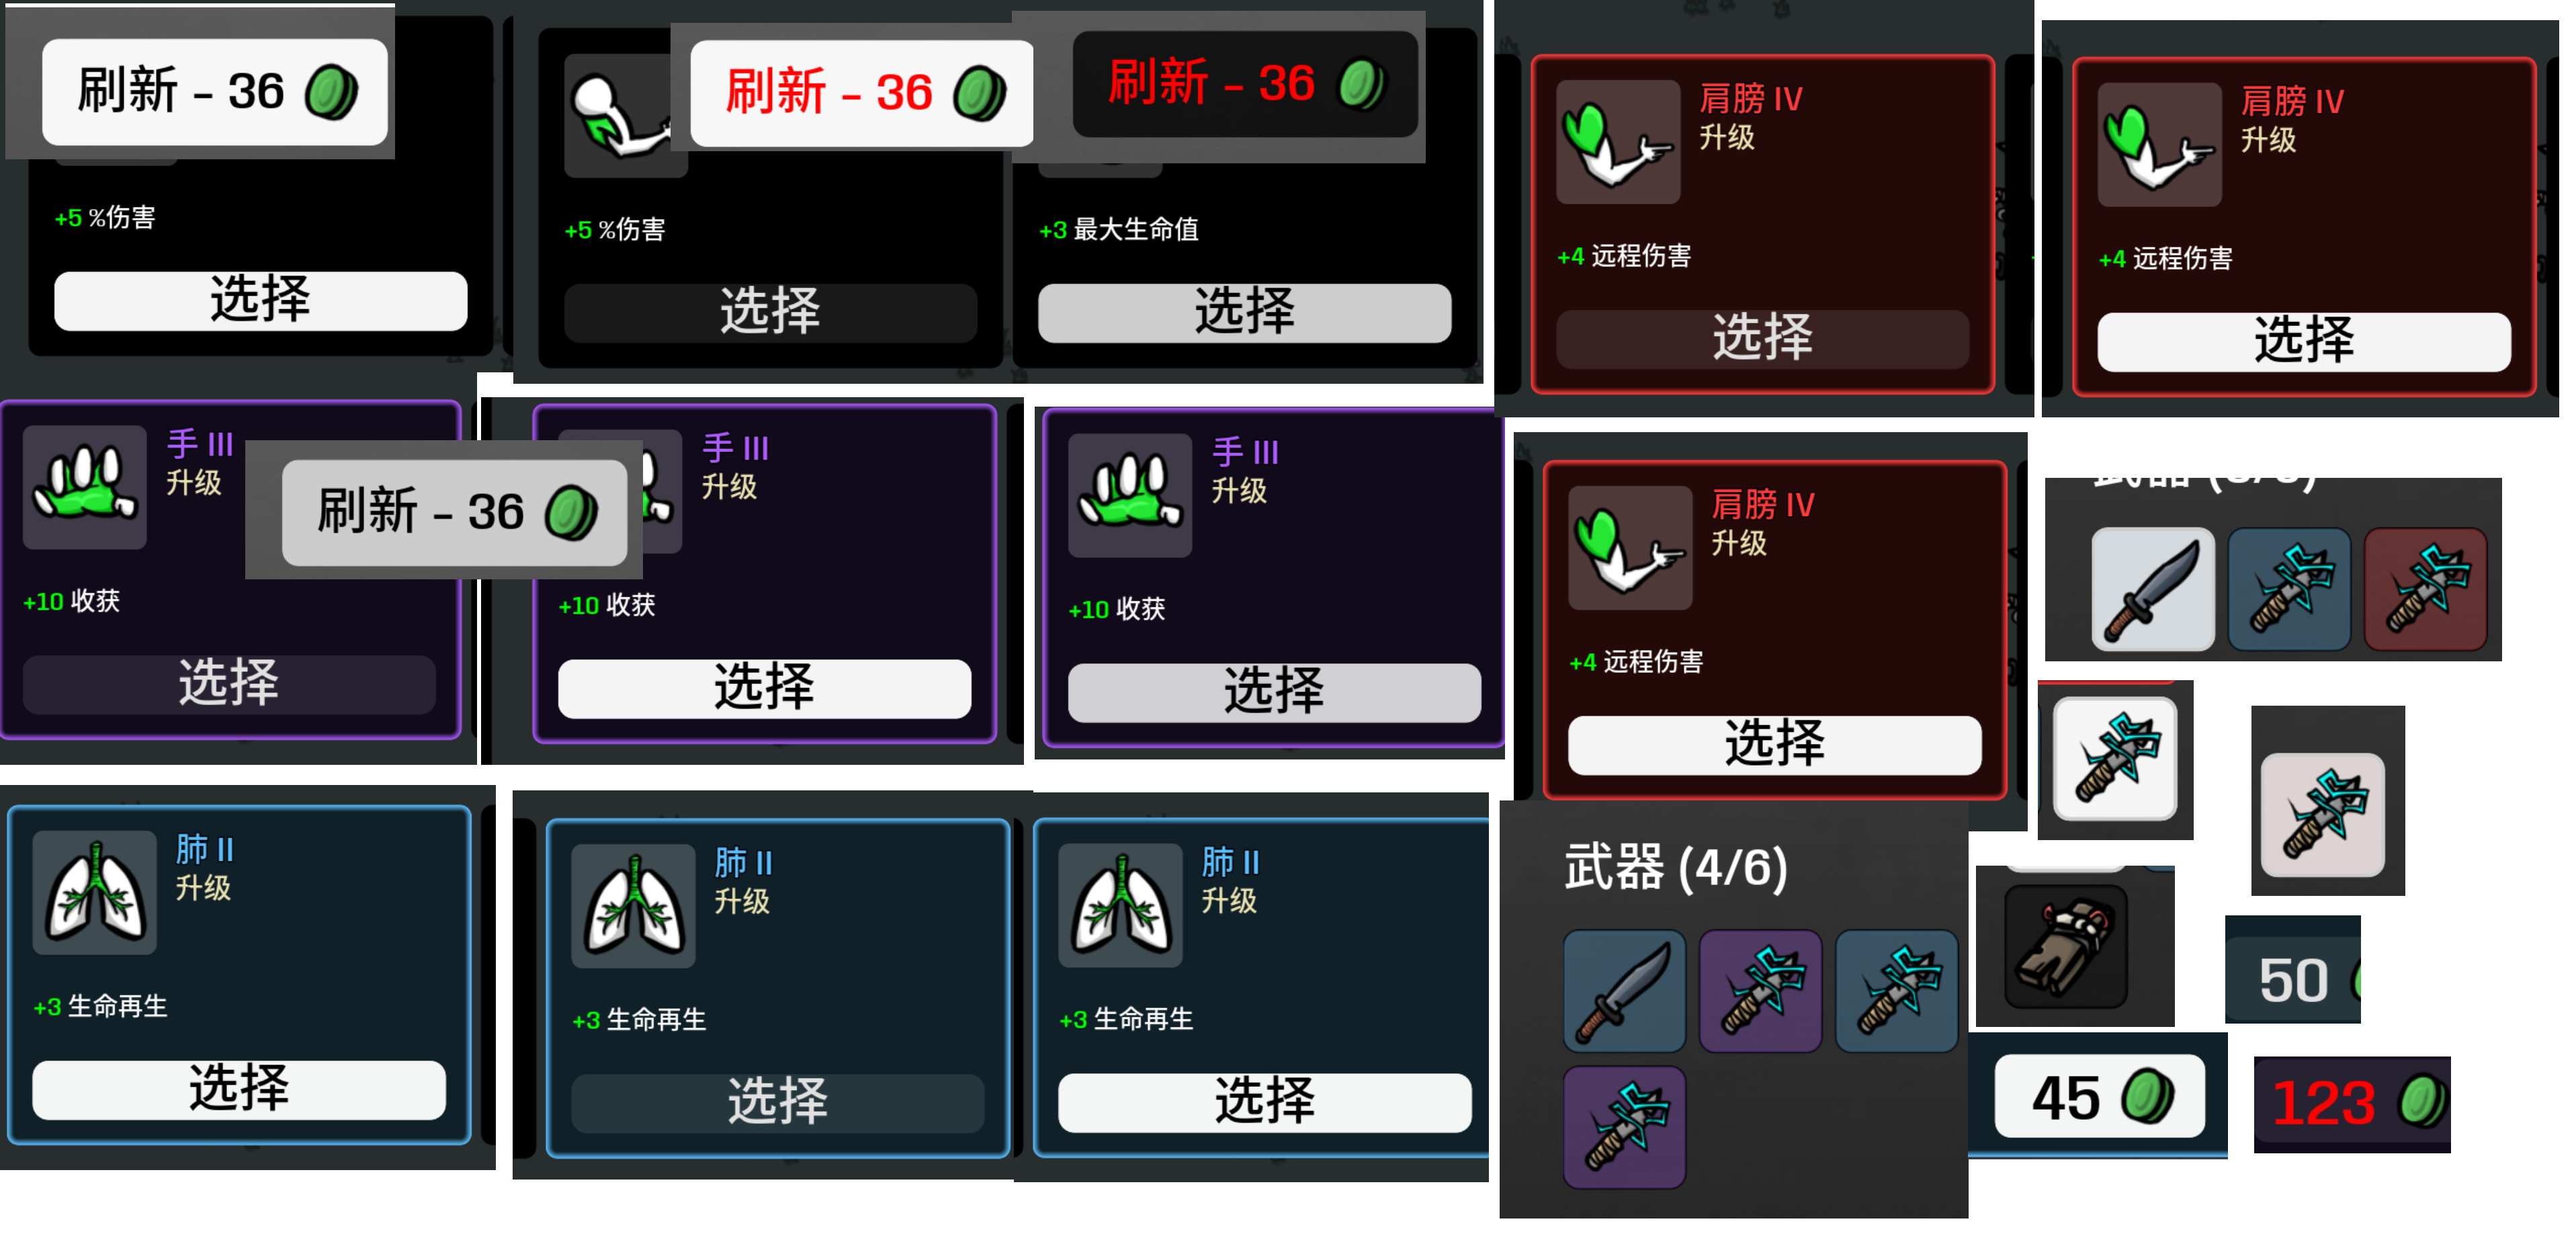 刷新 - 36
+5 %伤害
选择
刷新 - 36
+5 %伤害
选择
刷新 - 36
+3 最大生命值
选择
肩膀 IV
升级
+4 远程伤害
选择
肩膀 IV
升级
+4 远程伤害
选择
手 III
升级
+10 收获
选择
刷新 - 36
手 III
升级
+10 收获
选择
手 III
升级
+10 收获
选择
肩膀 IV
升级
+4 远程伤害
选择
肺 II
升级
+3 生命再生
选择
肺 II
升级
+3 生命再生
选择
肺 II
升级
+3 生命再生
选择
武器 (4/6)
50
45
123